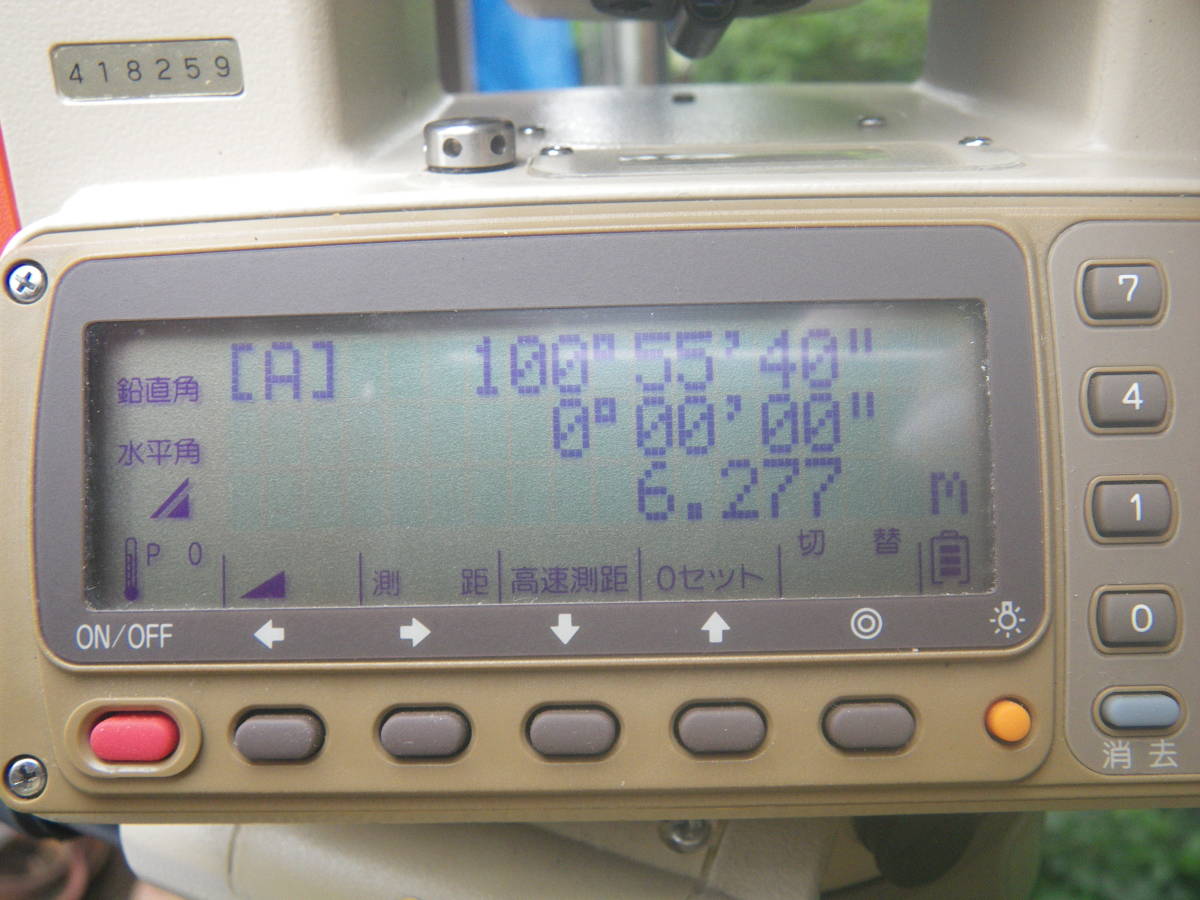 418259
鉛直角 [A] 100°55'40"
水平角 0°00'00"
6.277 m
P 0 測 距 高速測距 0セット 切 替
ON/OFF
7
4
1
0
消去